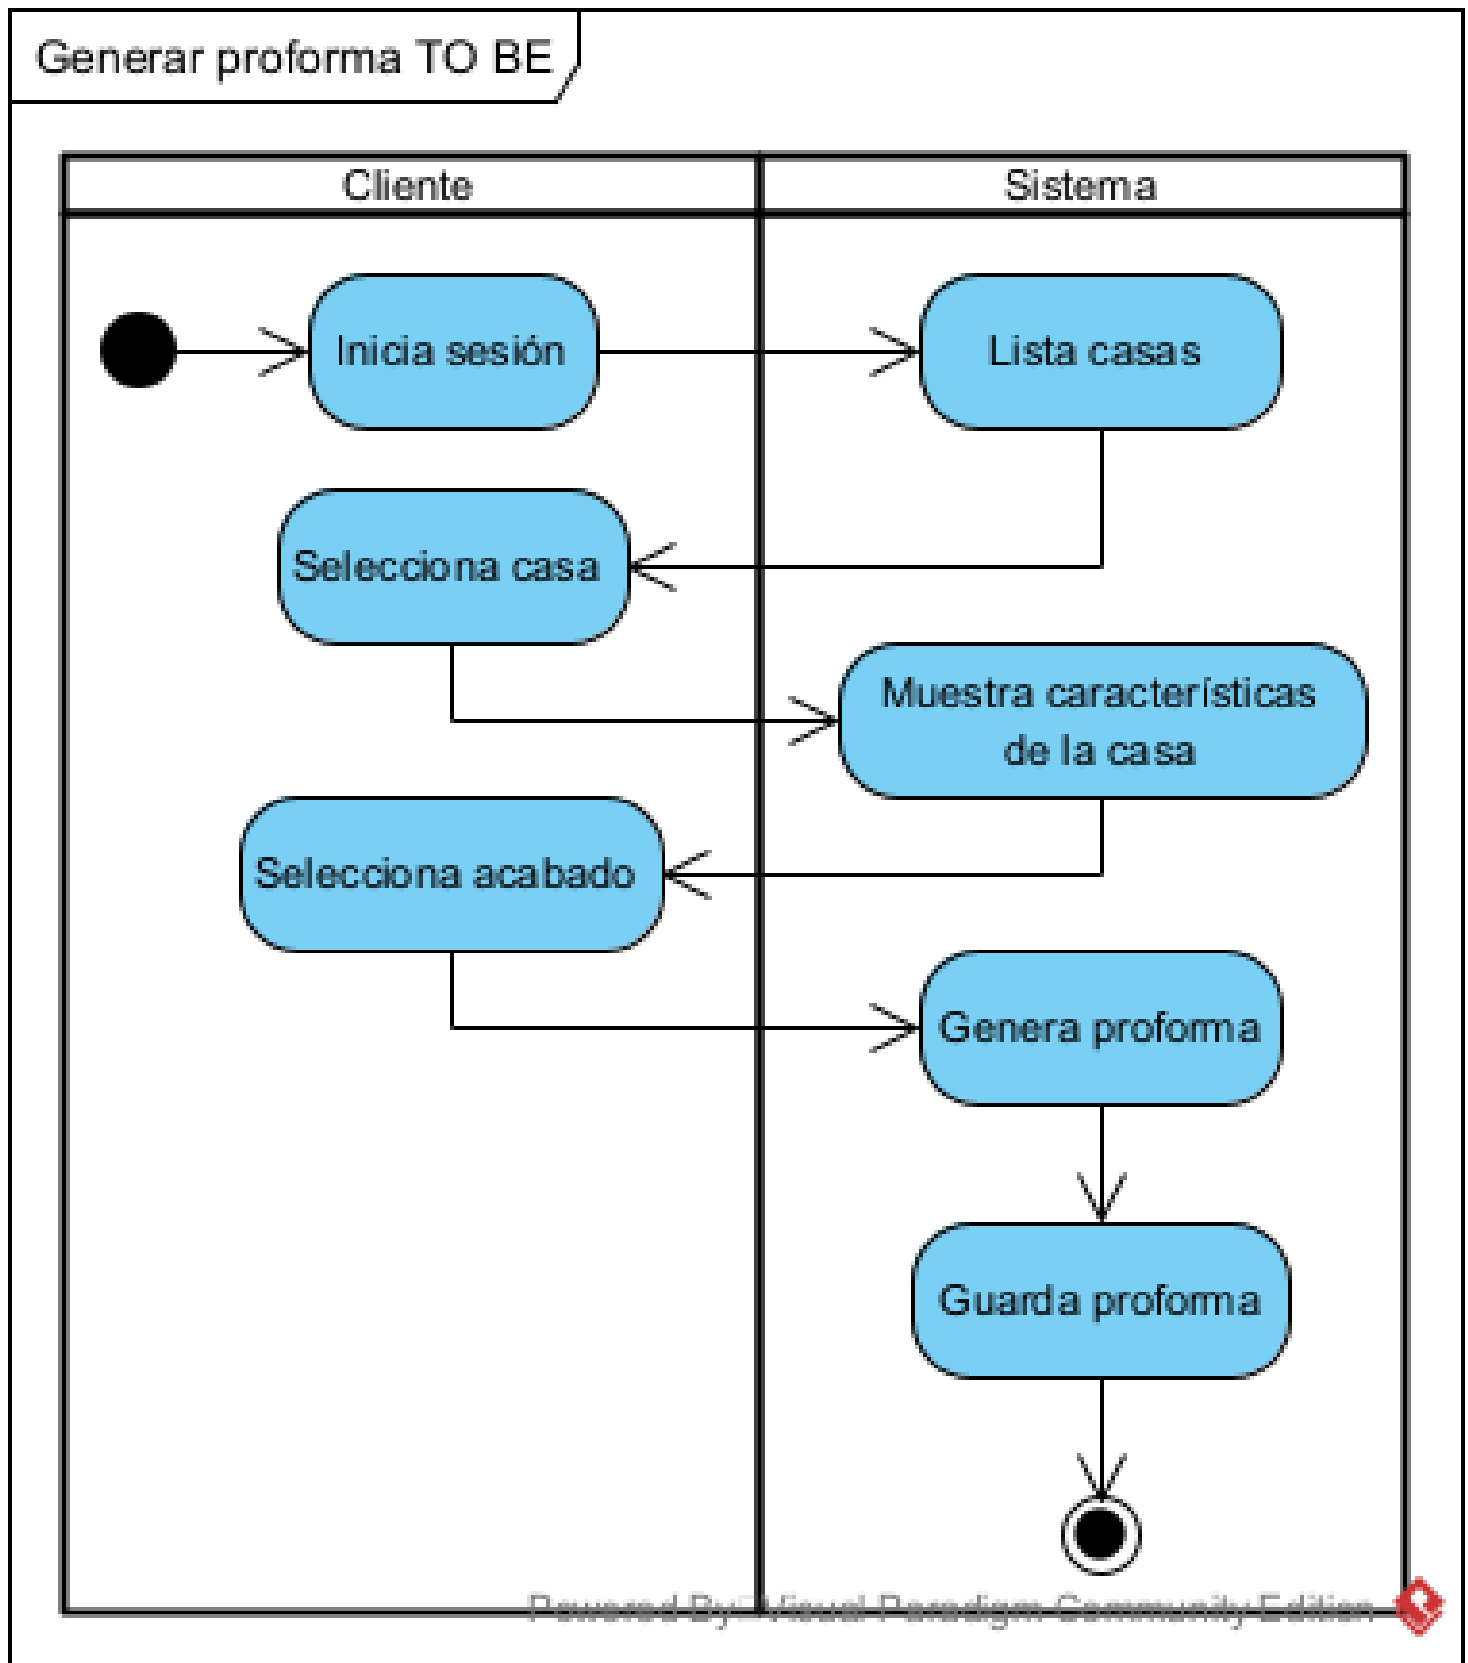 Generar proforma TO BE
Cliente
Sistema
Inicia sesión
Lista casas
Selecciona casa
Muestra características
de la casa
Selecciona acabado
Genera proforma
Guarda proforma
Powered By Visual Paradigm Community Edition